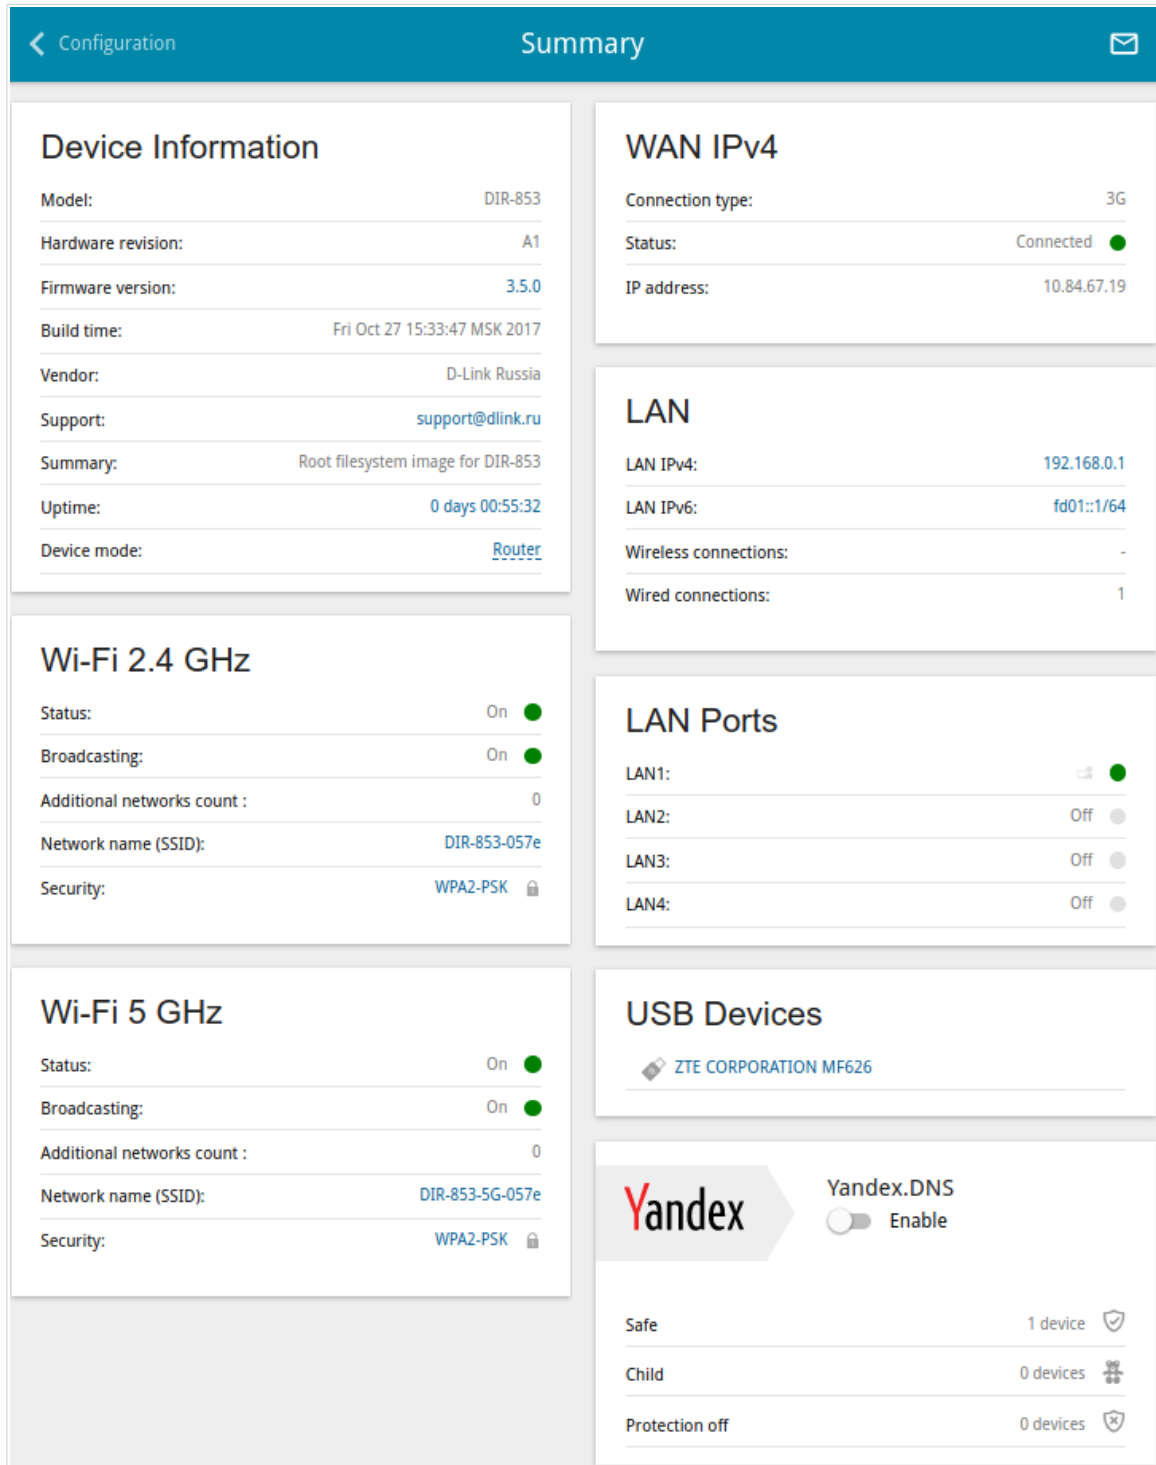 Configuration
Summary
Device Information
Model: DIR-853
Hardware revision: A1
Firmware version: 3.5.0
Build time: Fri Oct 27 15:33:47 MSK 2017
Vendor: D-Link Russia
Support: support@dlink.ru
Summary: Root filesystem image for DIR-853
Uptime: 0 days 00:55:32
Device mode: Router
Wi-Fi 2.4 GHz
Status: On
Broadcasting: On
Additional networks count : 0
Network name (SSID): DIR-853-057e
Security: WPA2-PSK
Wi-Fi 5 GHz
Status: On
Broadcasting: On
Additional networks count : 0
Network name (SSID): DIR-853-5G-057e
Security: WPA2-PSK
WAN IPv4
Connection type: 3G
Status: Connected
IP address: 10.84.67.19
LAN
LAN IPv4: 192.168.0.1
LAN IPv6: fd01::1/64
Wireless connections: -
Wired connections: 1
LAN Ports
LAN1:
LAN2: Off
LAN3: Off
LAN4: Off
USB Devices
ZTE CORPORATION MF626
Yandex
Yandex.DNS
Enable
Safe 1 device
Child 0 devices
Protection off 0 devices